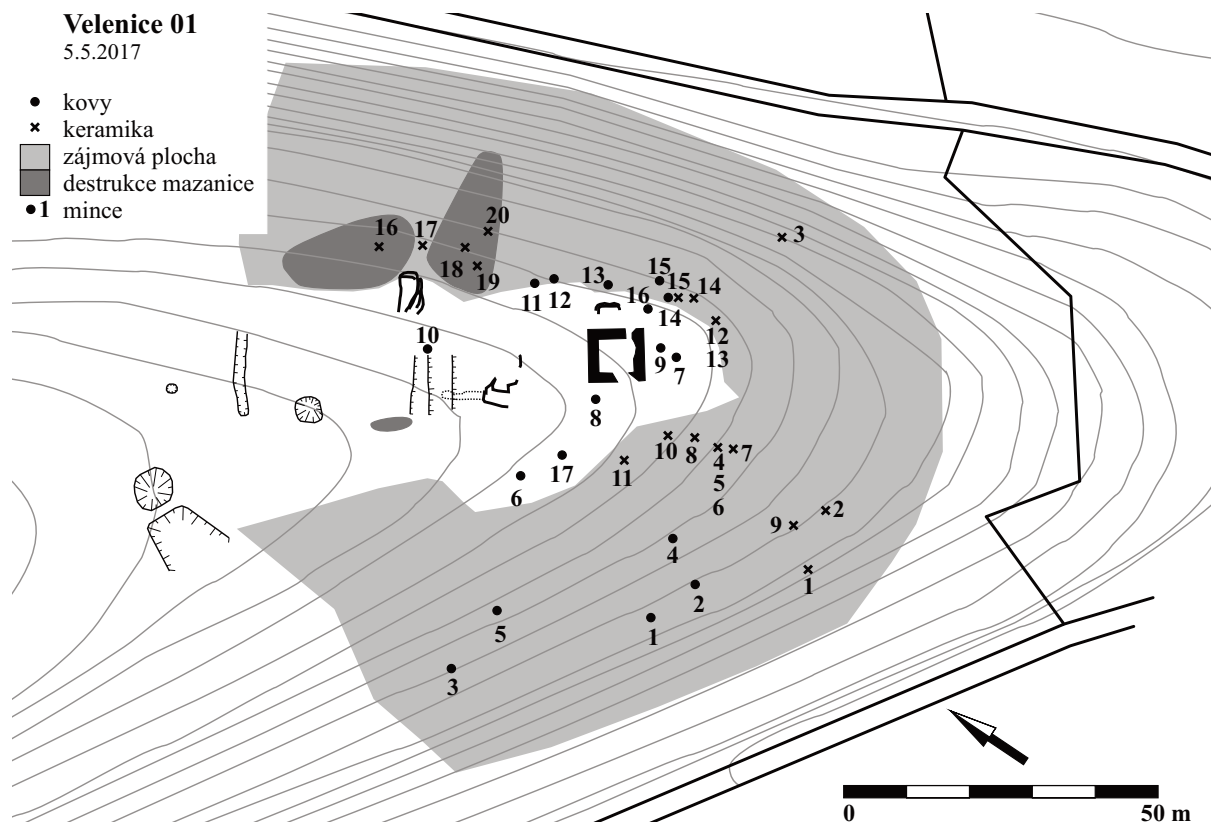 Velenice 01
5.5.2017
kovy
keramika
zájmová plocha
destrukce mazanice
1 mince
20
16 17
3
18
19
15
13 15 14
11 12 16
14
12
10 13
9 7
8
10 8 4 7
17 11 5
6 6
9 2
4
1
2
5
1
3
0 50 m